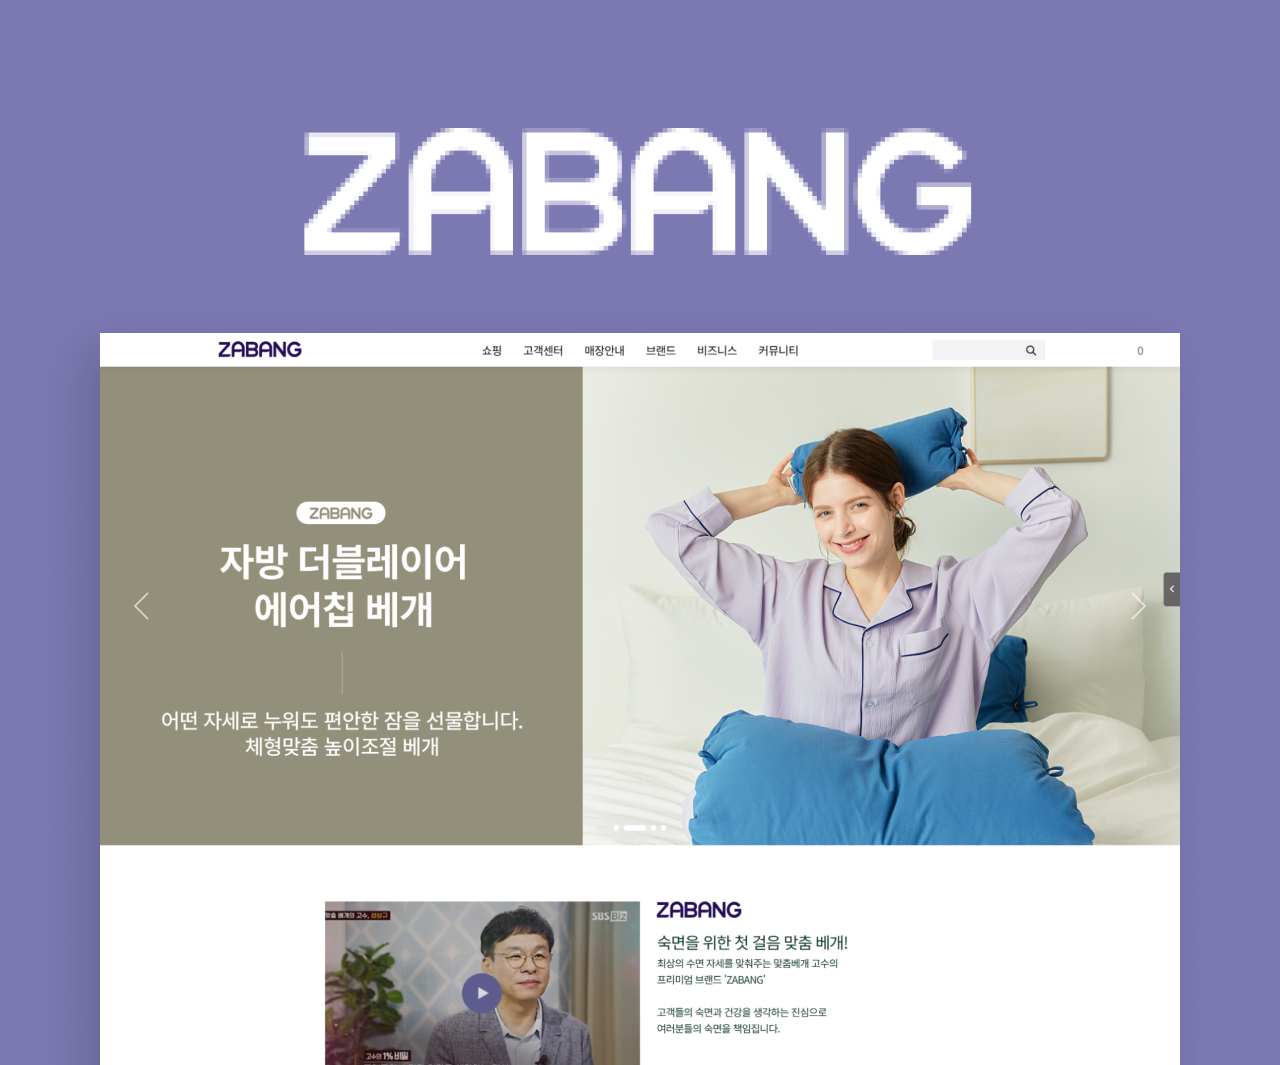 ZABANG
ZABANG
쇼핑 고객센터 매장안내 브랜드 비즈니스 커뮤니티
0
ZABANG
자방 더블레이어
에어칩 베개
어떤 자세로 누워도 편안한 잠을 선물합니다.
체형맞춤 높이조절 베개
맞춤 베개의 고수, 성상규
SBS Biz
고수의 1% 비밀
ZABANG
숙면을 위한 첫 걸음 맞춤 베개!
최상의 수면 자세를 맞춰주는 맞춤베개 고수의
프리미엄 브랜드 'ZABANG'
고객들의 숙면과 건강을 생각하는 진심으로
여러분들의 숙면을 책임집니다.